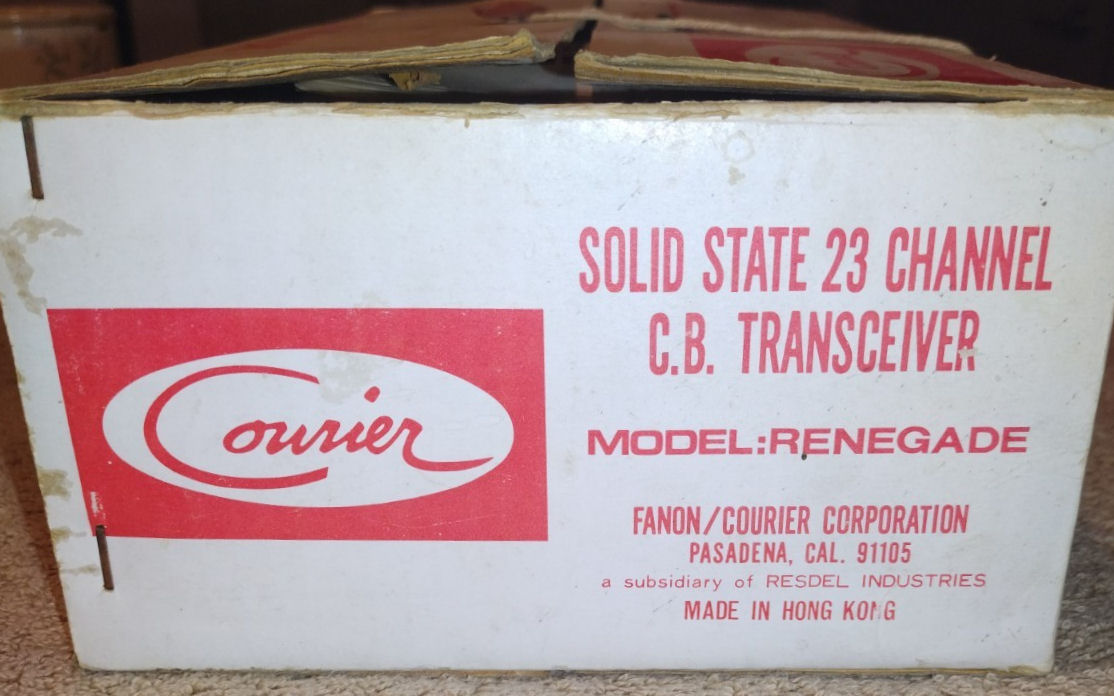 Courier
SOLID STATE 23 CHANNEL
C.B. TRANSCEIVER
MODEL:RENEGADE
FANON/COURIER CORPORATION
PASADENA, CAL. 91105
a subsidiary of RESDEL INDUSTRIES
MADE IN HONG KONG